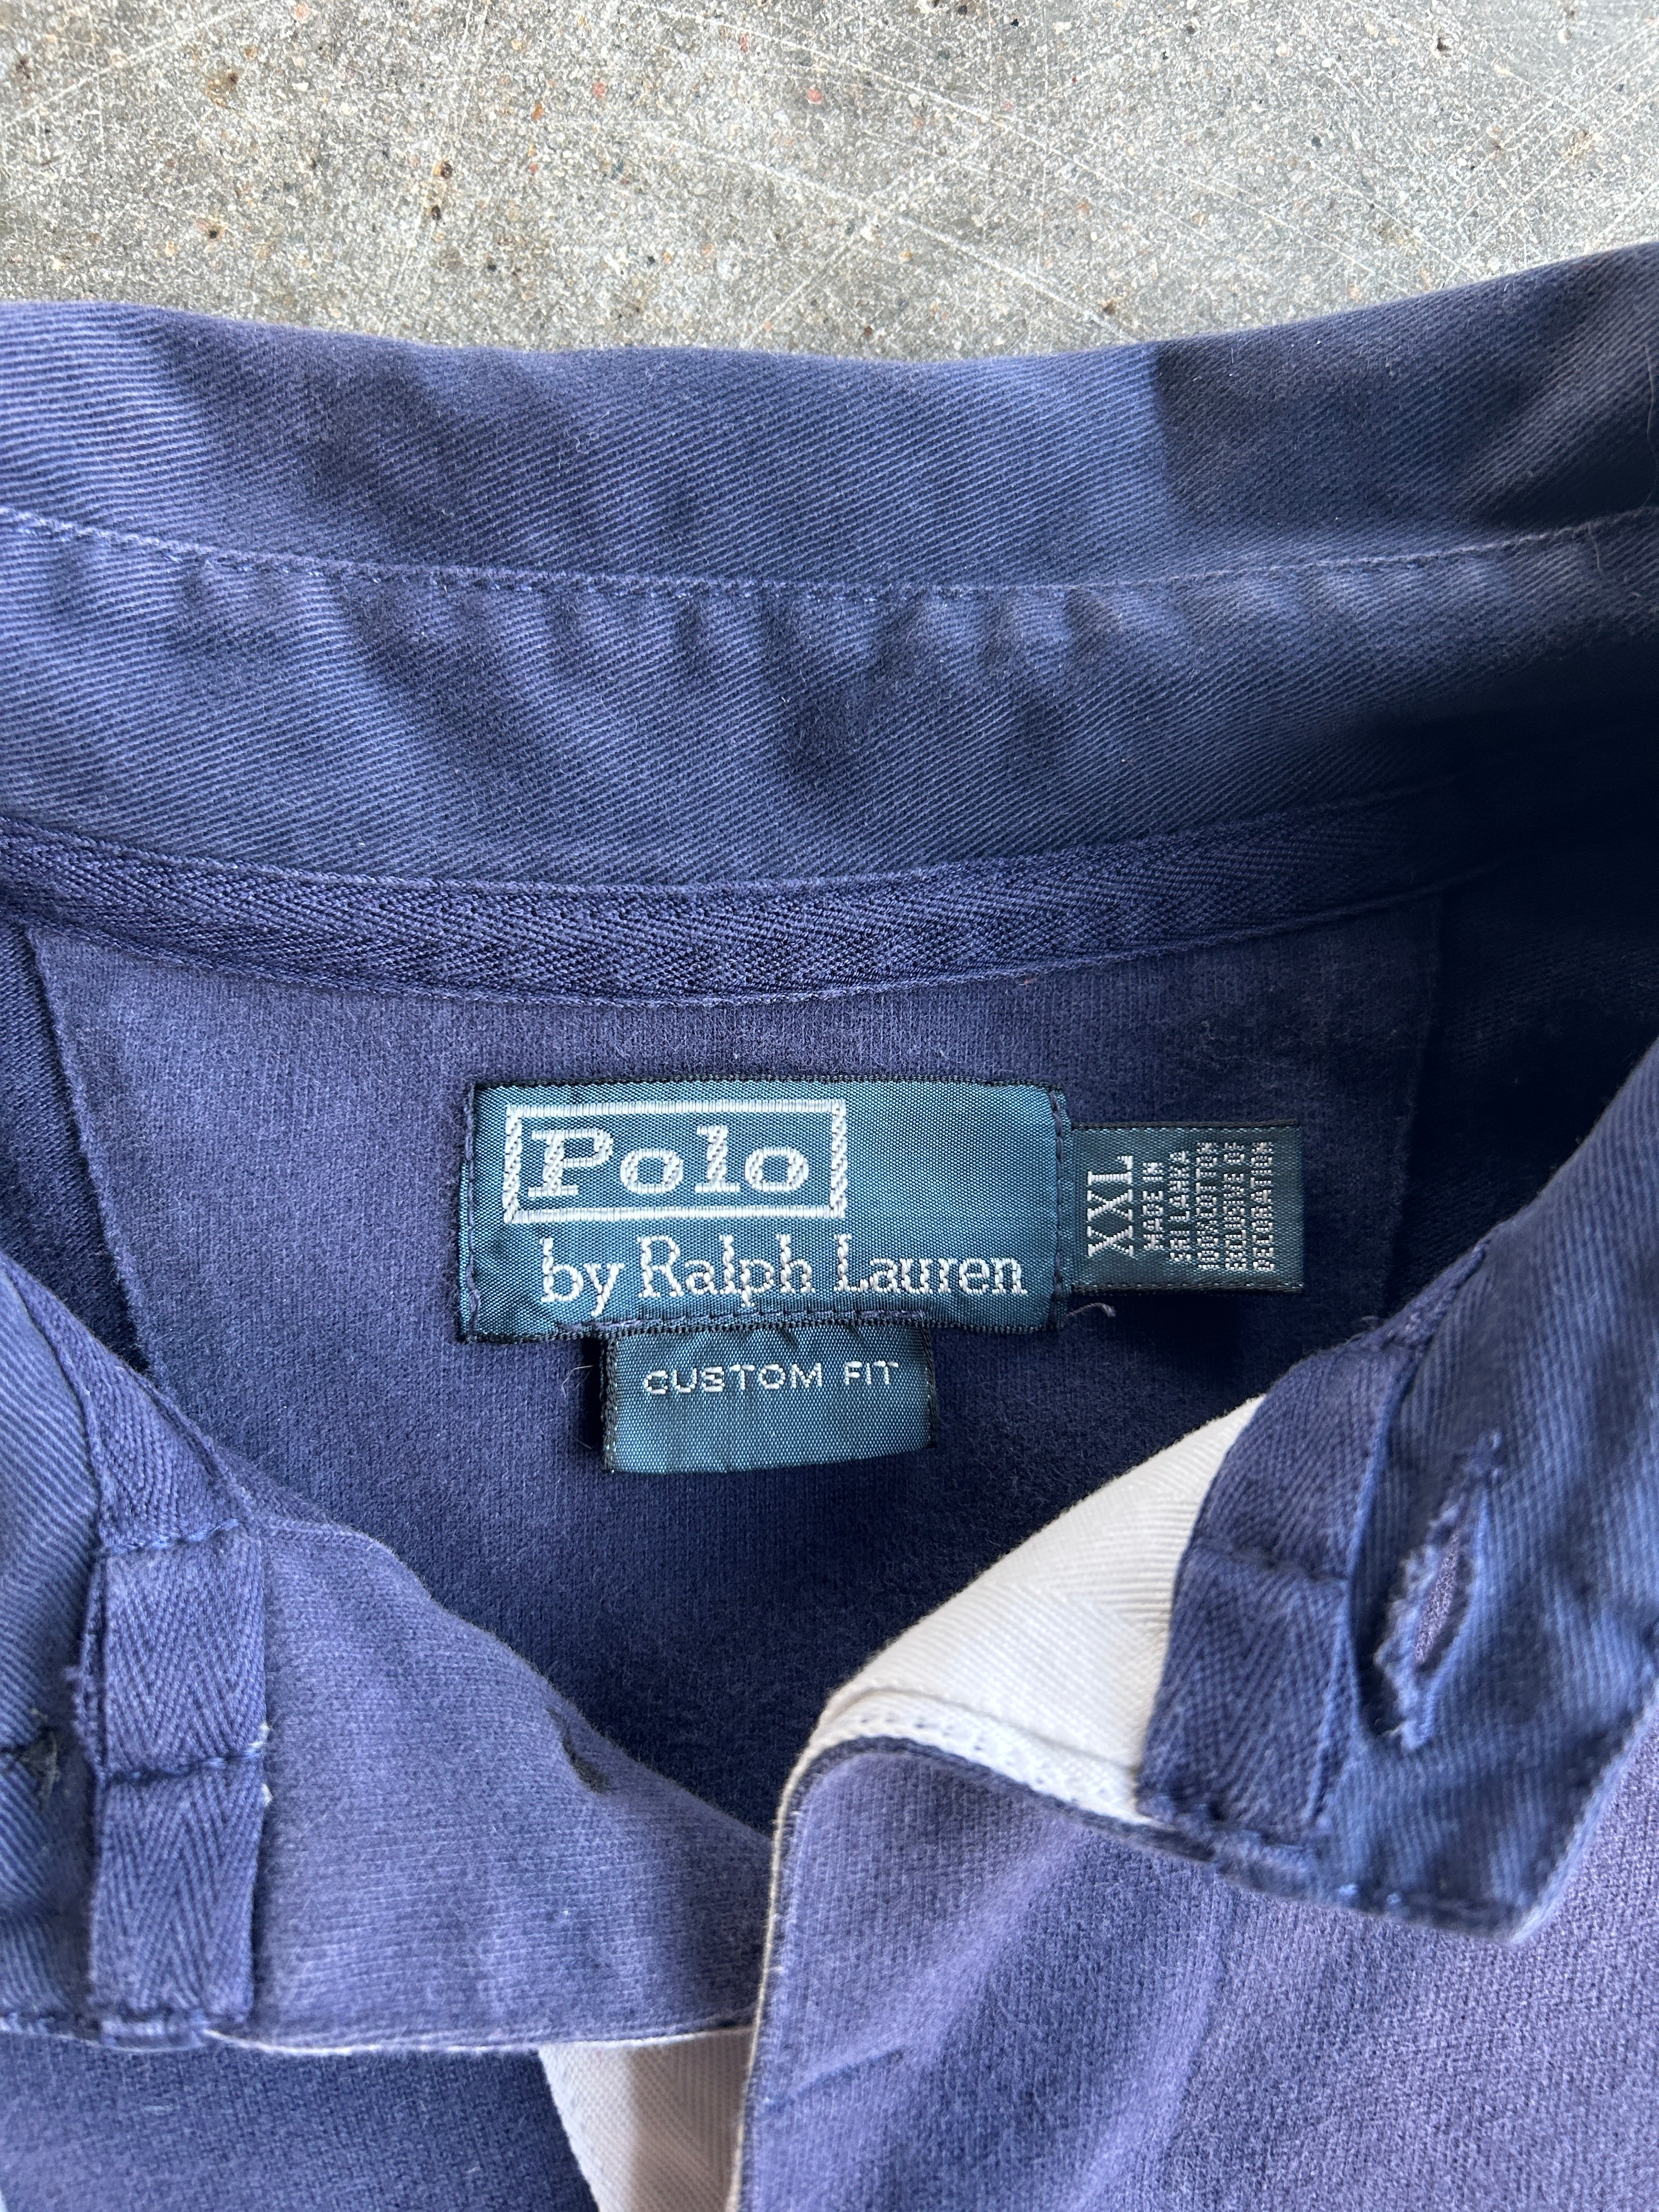 Polo
by Ralph Lauren
CUSTOM FIT
XXL
MADE IN
SRI LANKA
100% COTTON
EXCLUSIVE OF
DECORATION